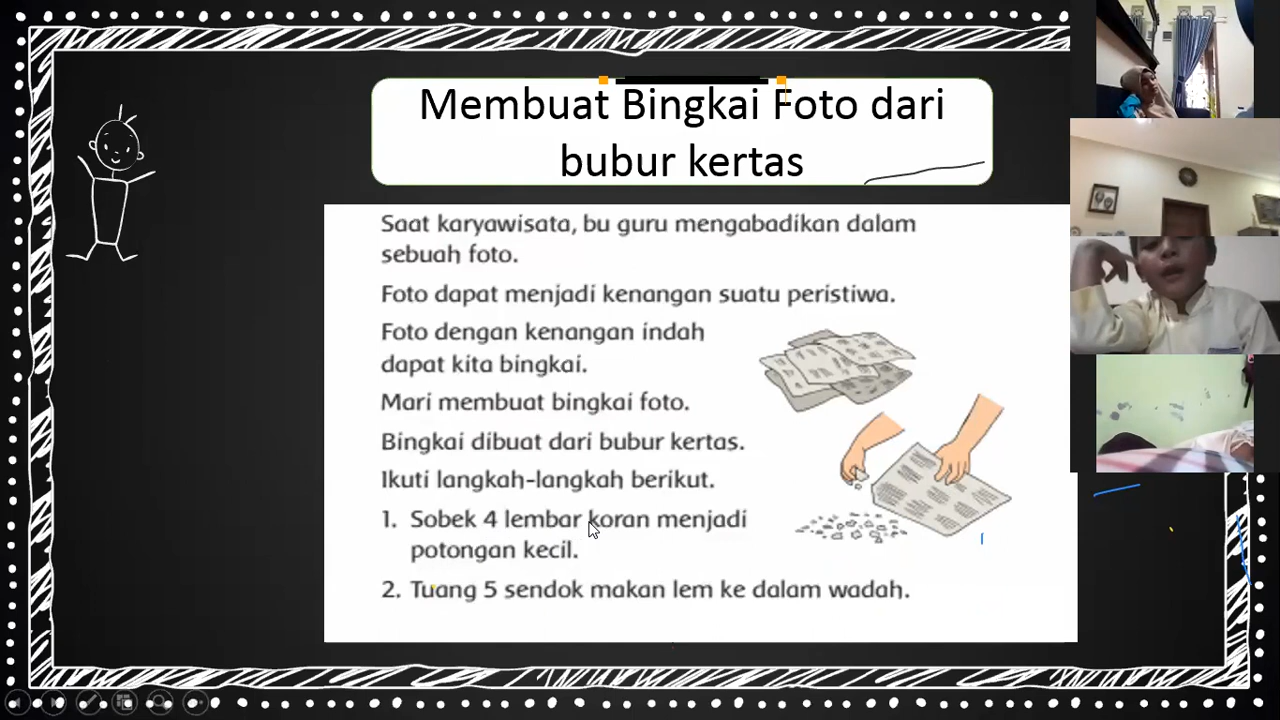 Membuat Bingkai Foto dari
bubur kertas
Saat karyawisata, bu guru mengabadikan dalam
sebuah foto.
Foto dapat menjadi kenangan suatu peristiwa.
Foto dengan kenangan indah
dapat kita bingkai.
Mari membuat bingkai foto.
Bingkai dibuat dari bubur kertas.
Ikuti langkah-langkah berikut.
1. Sobek 4 lembar koran menjadi
potongan kecil.
2. Tuang 5 sendok makan lem ke dalam wadah.